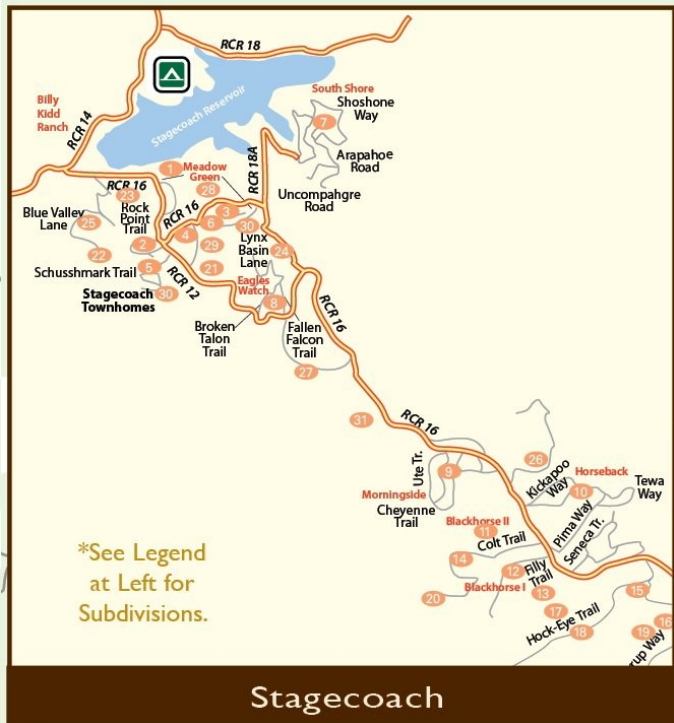 RCR 18
Billy
Kidd
Ranch
RCR 14
Stagecoach Reservoir
South Shore
Shoshone
Way
7
Arapahoe
Road
Uncompahgre
Road
RCR 18A
1
Meadow
Green
28
RCR 16
23
Rock
Point
Trail
RCR 16
3
6
30
4
29
Lynx
Basin
Lane
24
Blue Valley
Lane
25
22
2
5
Schusshmark Trail
RCR 12
21
Stagecoach
Townhomes
30
Eagles
Watch
8
Broken
Talon
Trail
Fallen
Falcon
Trail
27
RCR 16
31
RCR 16
Ute Tr.
9
Morningside
Cheyenne
Trail
26
Kickapoo
Way
Horseback
10
Tewa
Way
Pima Way
Seneca Tr.
Blackhorse II
11
Colt Trail
14
12
Filly
Trail
Blackhorse I
13
20
17
15
Hock-Eye Trail
18
16
19
rup Way
*See Legend
at Left for
Subdivisions.
Stagecoach